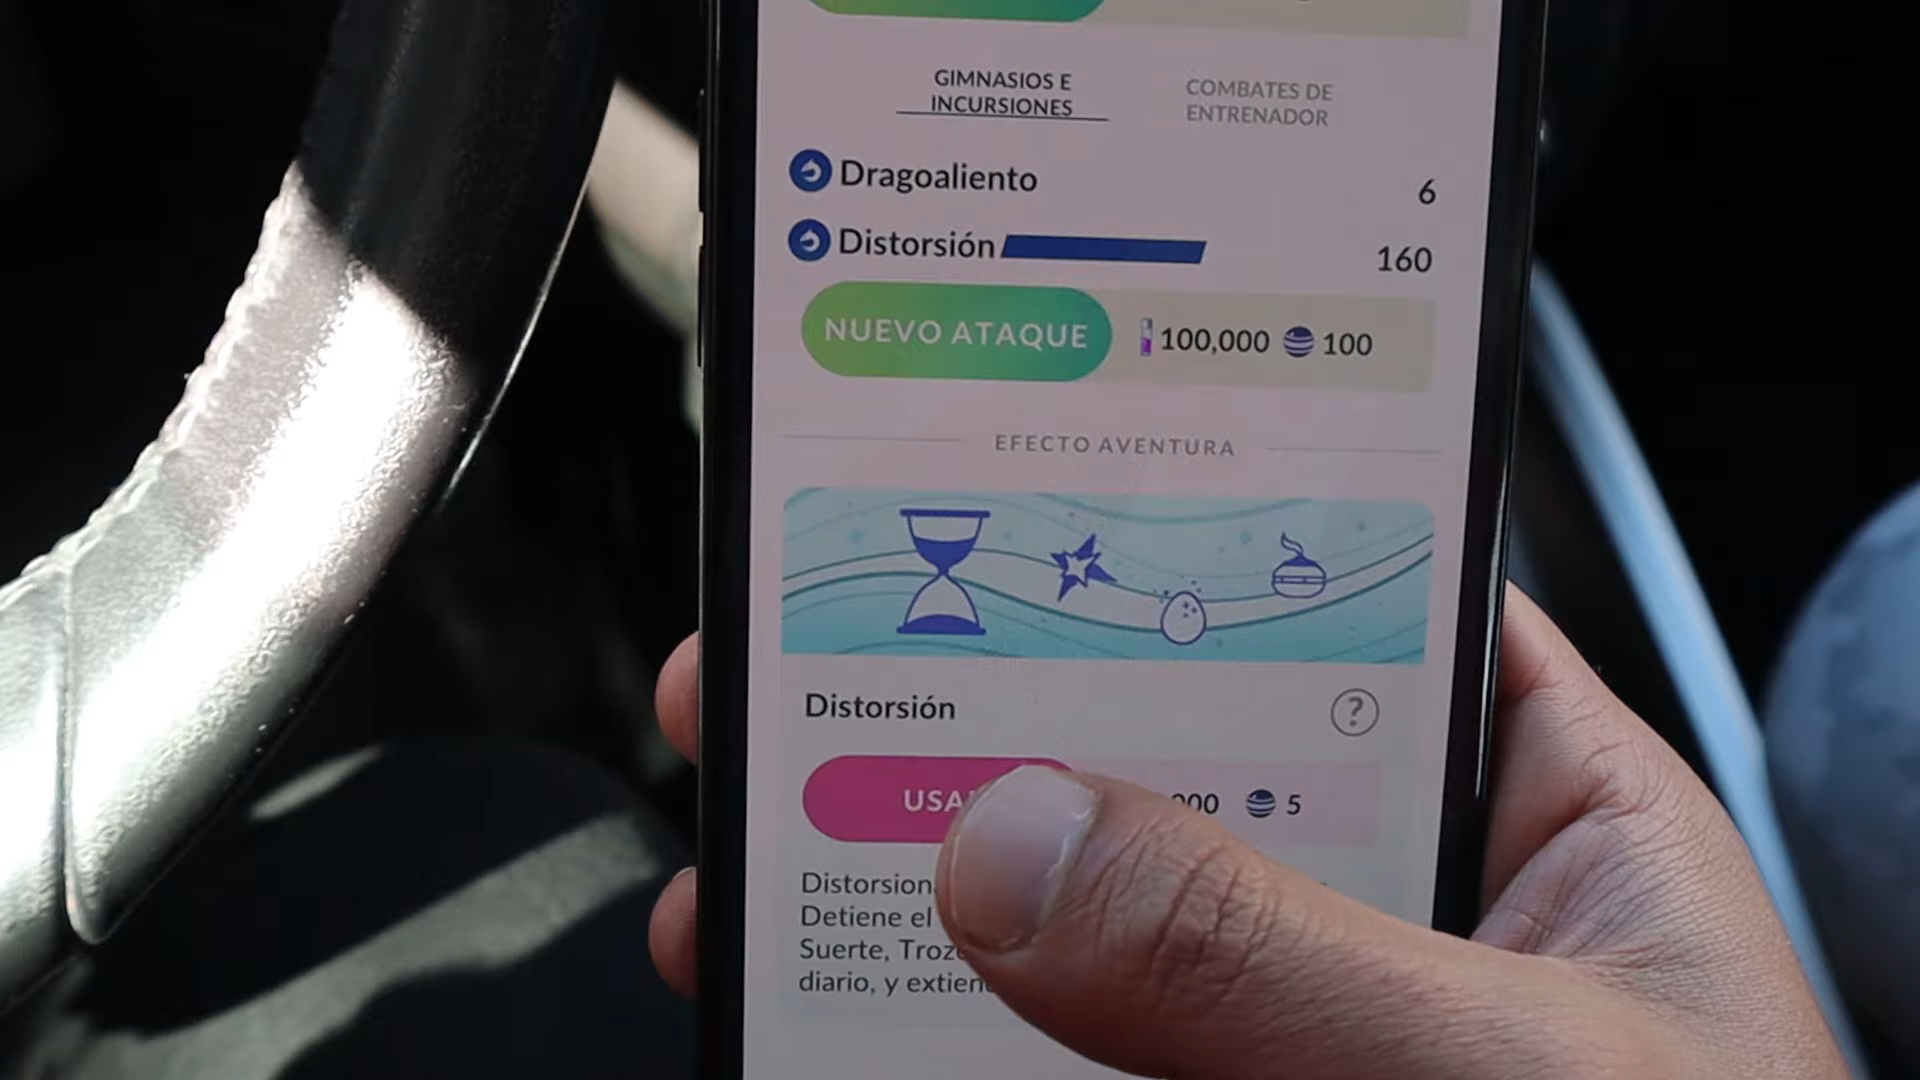 GIMNASIOS E
INCURSIONES
COMBATES DE
ENTRENADOR
Dragoaliento 6
Distorsión 160
NUEVO ATAQUE 100,000 100
EFECTO AVENTURA
Distorsión ?
5
Detiene el
Suerte,
diario, y